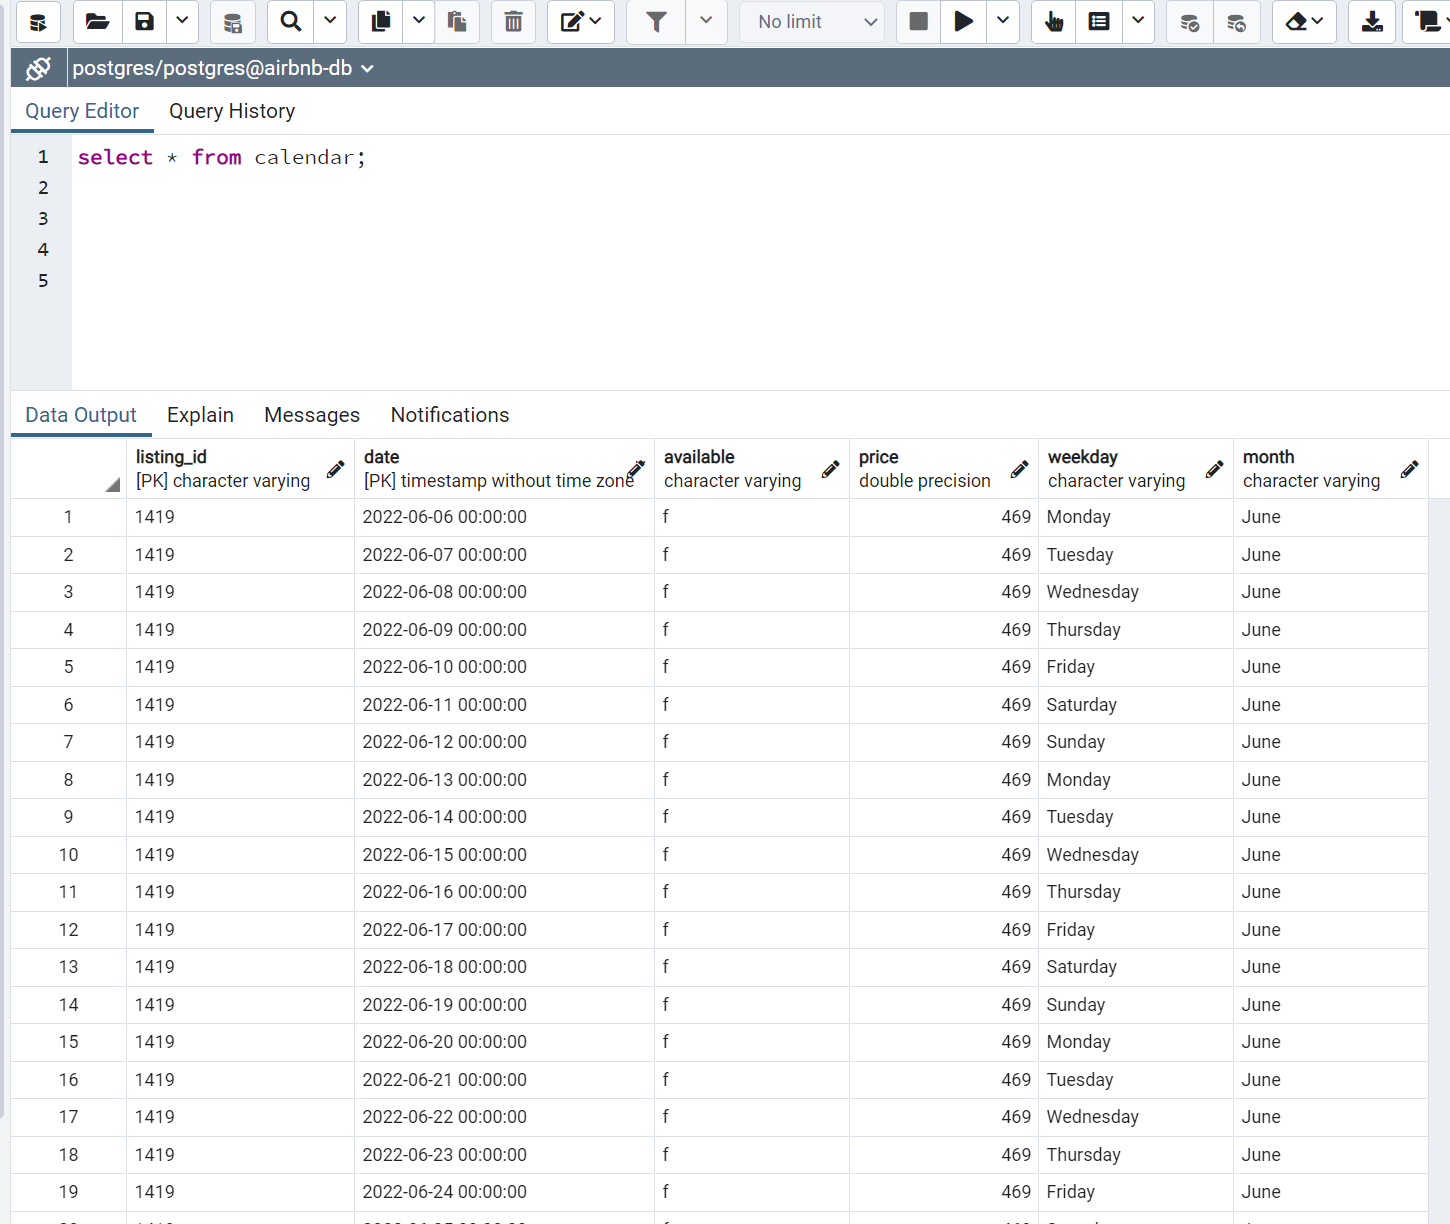 No limit
postgres/postgres@airbnb-db
Query Editor Query History
1 select * from calendar;
2
3
4
5
Data Output Explain Messages Notifications
listing_id date available price weekday month
[PK] character varying [PK] timestamp without time zone character varying double precision character varying character varying
1 1419 2022-06-06 00:00:00 f 469 Monday June
2 1419 2022-06-07 00:00:00 f 469 Tuesday June
3 1419 2022-06-08 00:00:00 f 469 Wednesday June
4 1419 2022-06-09 00:00:00 f 469 Thursday June
5 1419 2022-06-10 00:00:00 f 469 Friday June
6 1419 2022-06-11 00:00:00 f 469 Saturday June
7 1419 2022-06-12 00:00:00 f 469 Sunday June
8 1419 2022-06-13 00:00:00 f 469 Monday June
9 1419 2022-06-14 00:00:00 f 469 Tuesday June
10 1419 2022-06-15 00:00:00 f 469 Wednesday June
11 1419 2022-06-16 00:00:00 f 469 Thursday June
12 1419 2022-06-17 00:00:00 f 469 Friday June
13 1419 2022-06-18 00:00:00 f 469 Saturday June
14 1419 2022-06-19 00:00:00 f 469 Sunday June
15 1419 2022-06-20 00:00:00 f 469 Monday June
16 1419 2022-06-21 00:00:00 f 469 Tuesday June
17 1419 2022-06-22 00:00:00 f 469 Wednesday June
18 1419 2022-06-23 00:00:00 f 469 Thursday June
19 1419 2022-06-24 00:00:00 f 469 Friday June